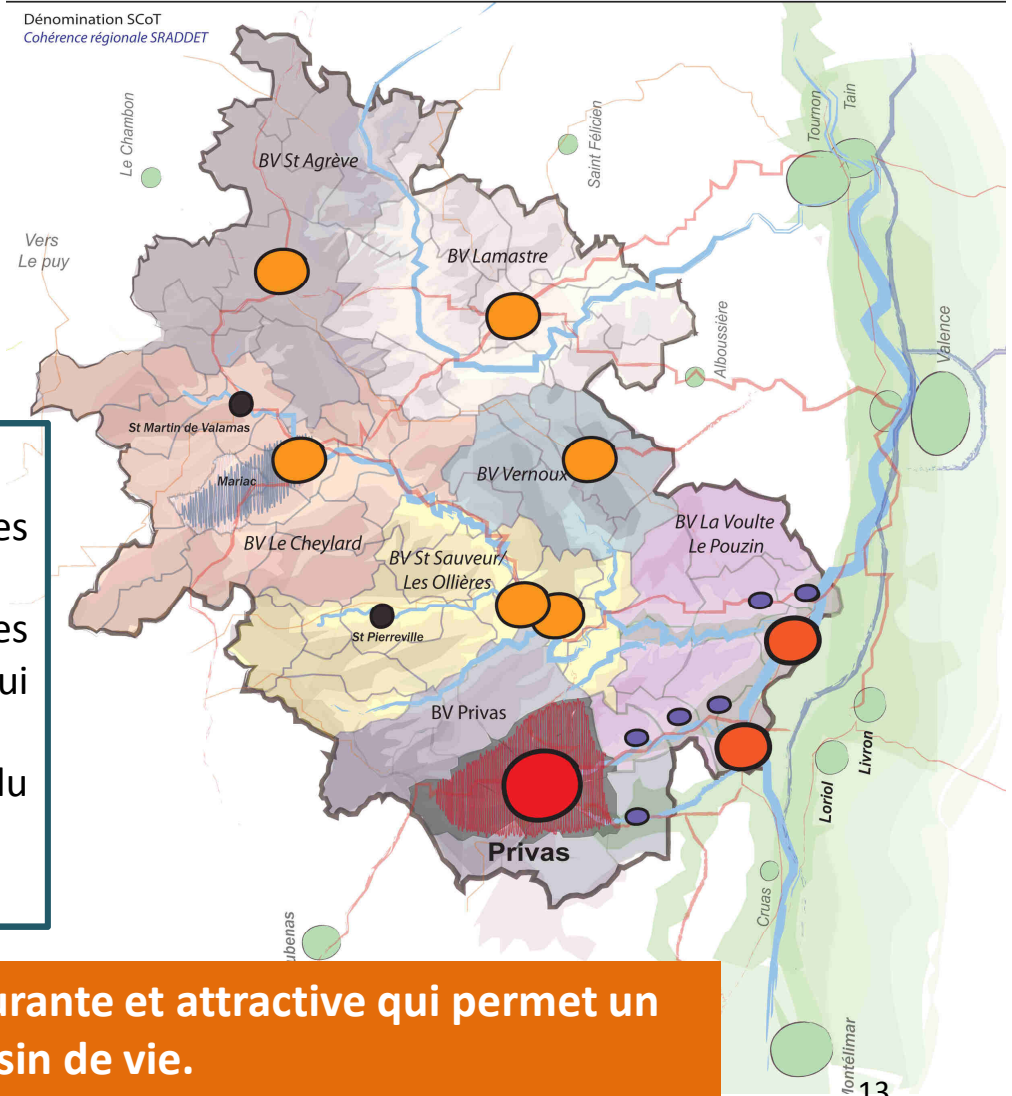 Dénomination SCoT
Cohérence régionale SRADDET
Le Chambon
BV St Agrève
Saint Félicien
Tournon
Tain
Vers
Le puy
BV Lamastre
Alboussière
Valence
St Martin de Valamas
Mariac
BV Vernoux
BV Le Cheylard
BV St Sauveur/
Les Ollières
BV La Voulte
Le Pouzin
St Pierreville
BV Privas
Privas
Livron
Loriol
Cruas
ubenas
Montélimar
es
es
ui
du
urante et attractive qui permet un
sin de vie.
13